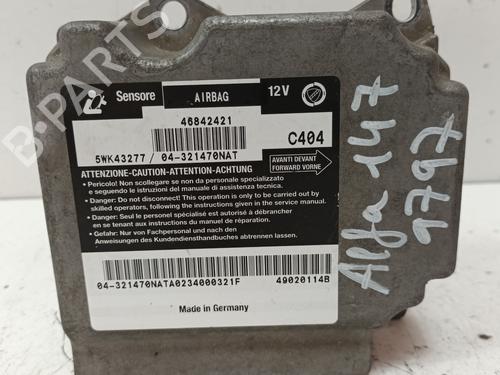 Sensore AIRBAG 12V
46842421
5WK43277 / 04-321470NAT C404
ATTENZIONE-CAUTION-ATTENTION-ACHTUNG
• Pericolo! Non scollegare se non da personale specializzato
e seguendo le istruzioni del manuale di assistenza tecnica.
• Danger: Do not disconnect! This operation is only be carried out by
skilled operators, following the instructions given in the service manual.
• Danger: Seul le personnel spécialisé est autorisé à débrancher
en se tenant aux instructions du manuel de réparation.
• Gefahr: Nur von Fachpersonal und nach den
Anweisungen des Kundendiensthandbuches abtrennen lassen.
AVANTI DEVANT
FORWARD VORNE
04-321470NATA0234000321F 49020114B
Made in Germany
Alfa 147
9797
B-PARTS